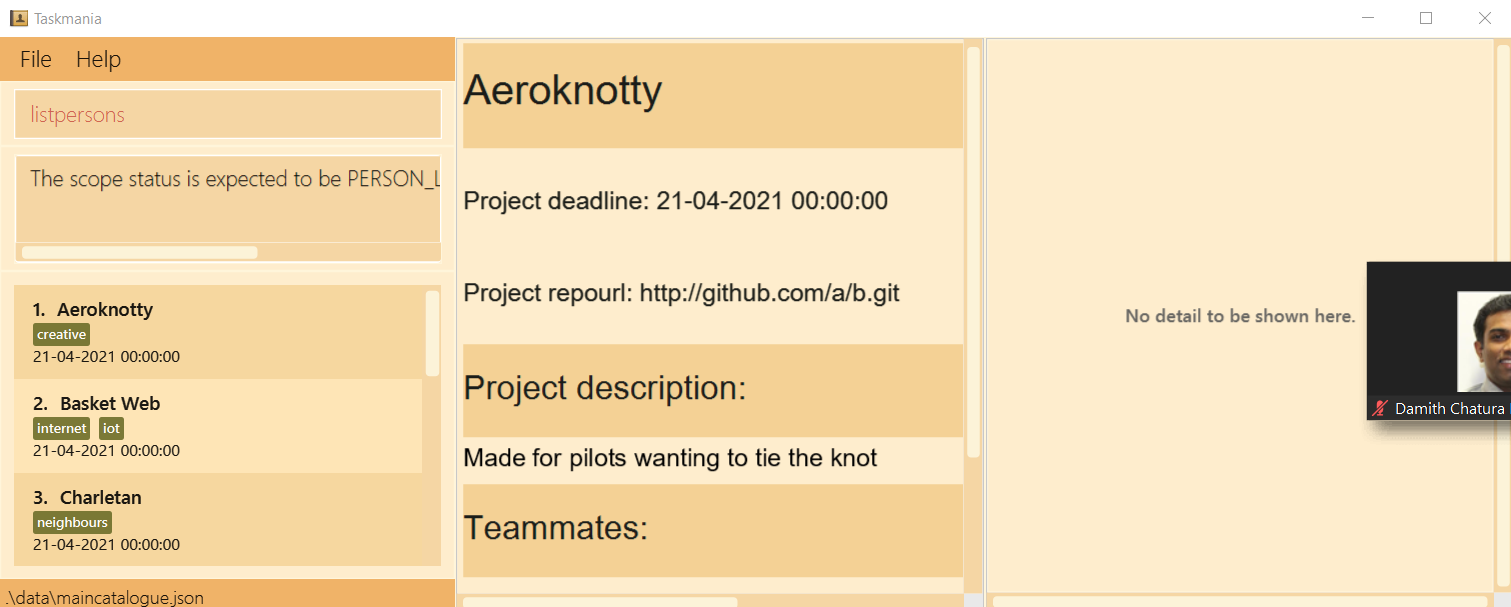 Taskmania
File Help
listpersons
The scope status is expected to be PERSON_L
1. Aeroknotty
creative
21-04-2021 00:00:00
2. Basket Web
internet iot
21-04-2021 00:00:00
3. Charletan
neighbours
21-04-2021 00:00:00
.\data\maincatalogue.json
Aeroknotty
Project deadline: 21-04-2021 00:00:00
Project repourl: http://github.com/a/b.git
Project description:
Made for pilots wanting to tie the knot
Teammates:
No detail to be shown here.
Damith Chatura